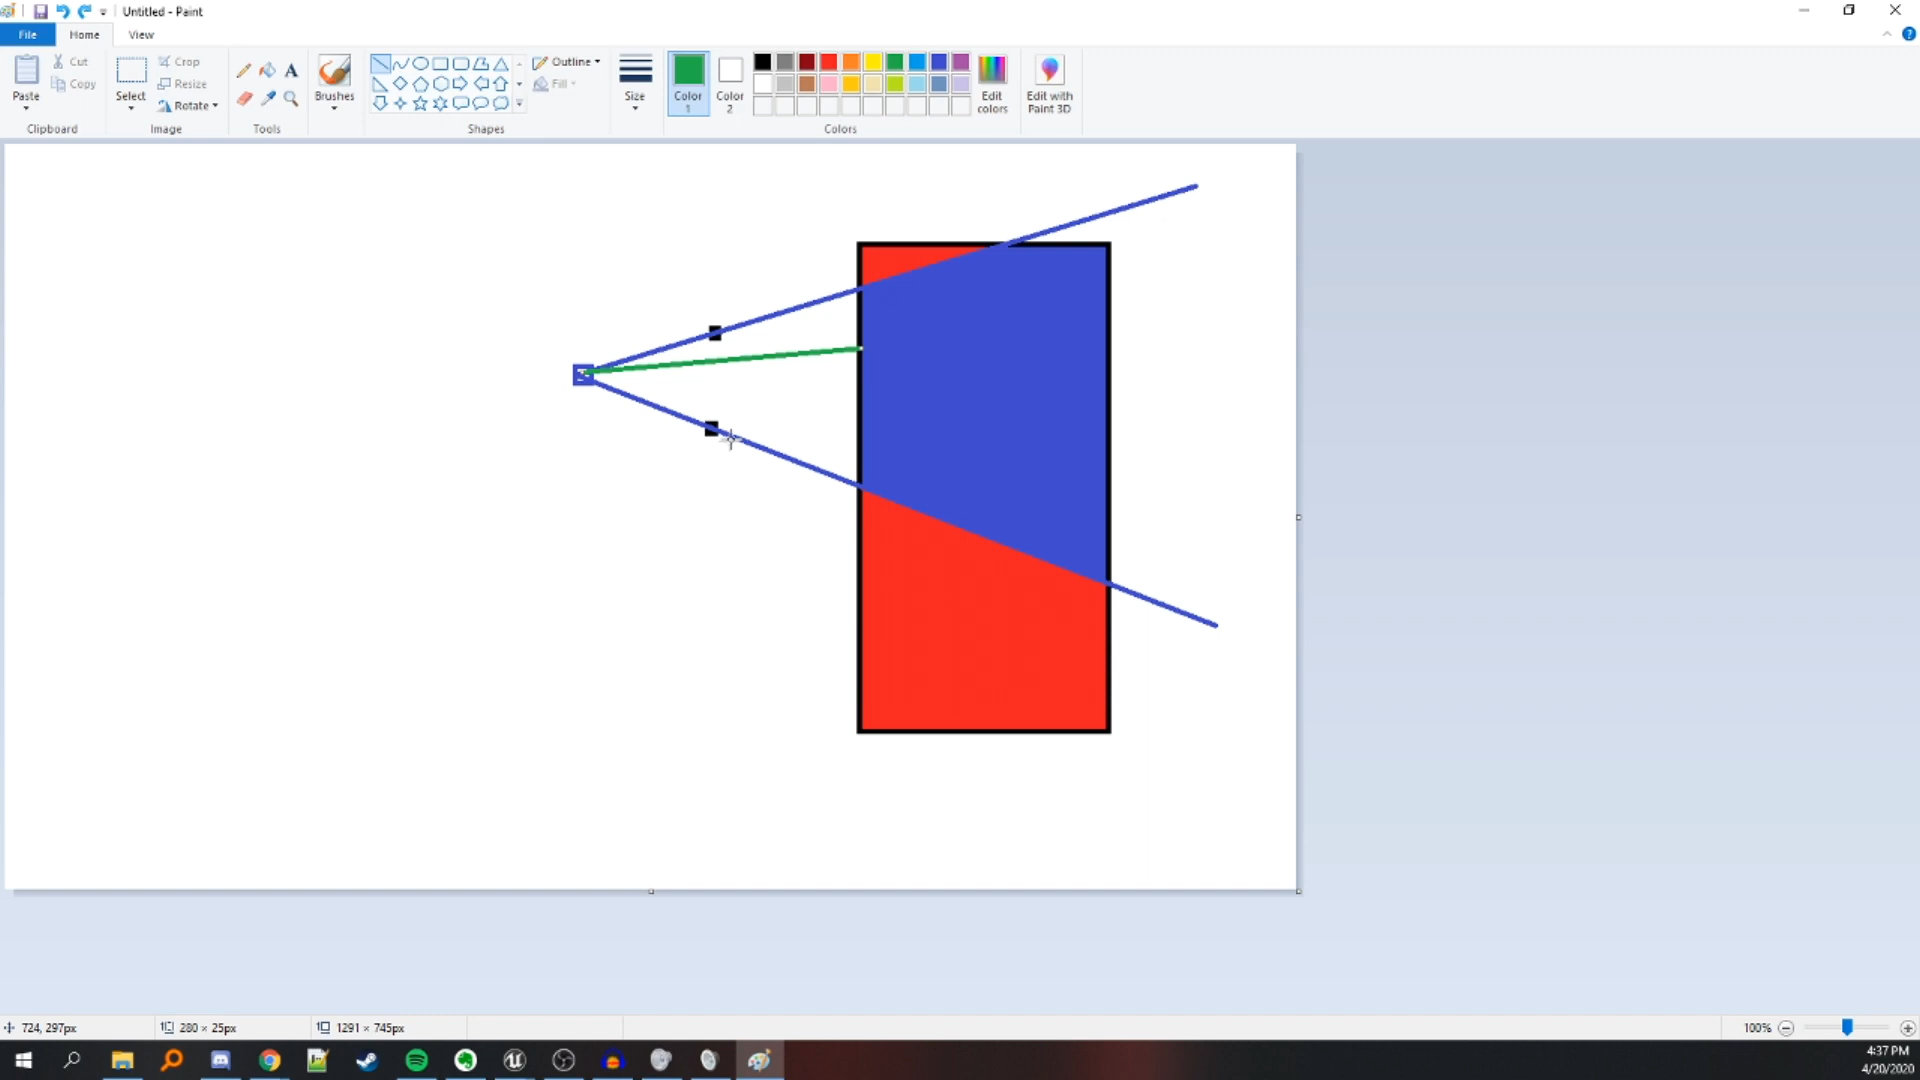 Untitled - Paint
File Home View
Paste Cut Copy
Clipboard
Select Crop Resize Rotate
Image
A
Tools
Brushes
Shapes
Outline Fill
Size
Color 1
Color 2
Edit colors
Colors
Edit with Paint 3D
724, 297px 280 × 25px 1291 × 745px 100%
4:37 PM
4/20/2020